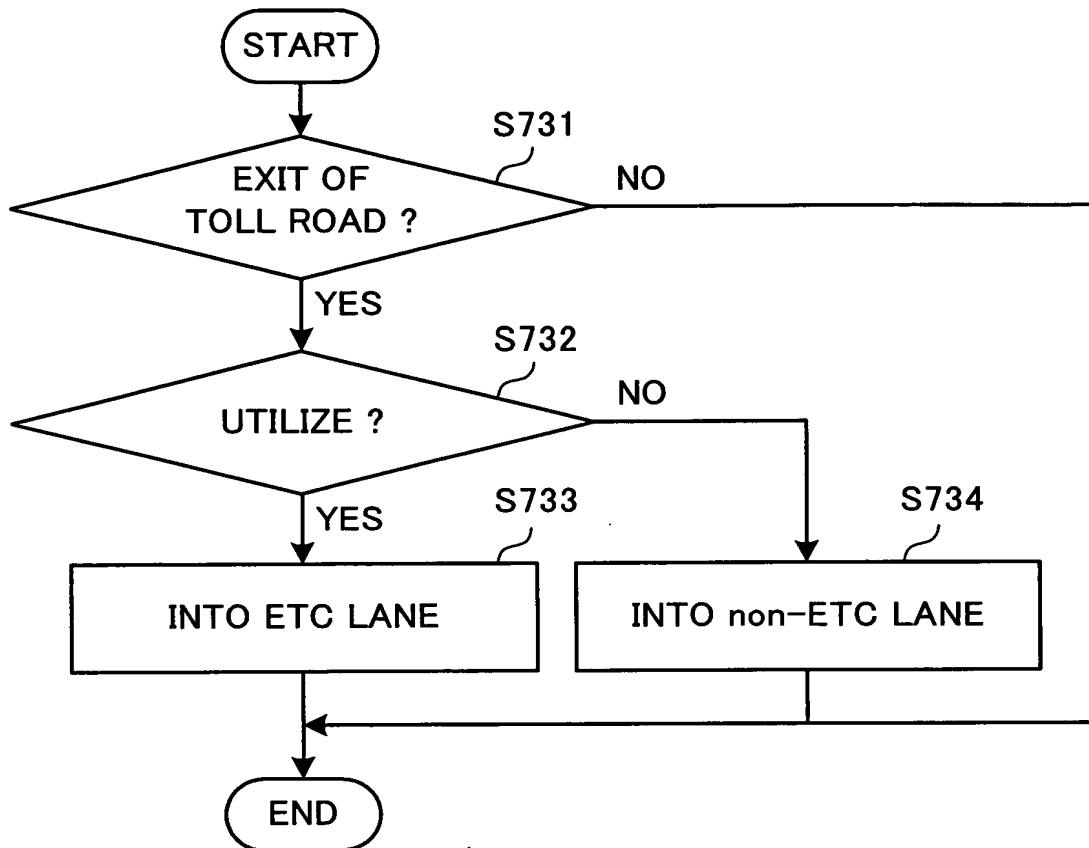 START
S731
EXIT OF
TOLL ROAD ?
NO
YES
S732
UTILIZE ?
NO
YES
S733
S734
INTO ETC LANE
INTO non-ETC LANE
END